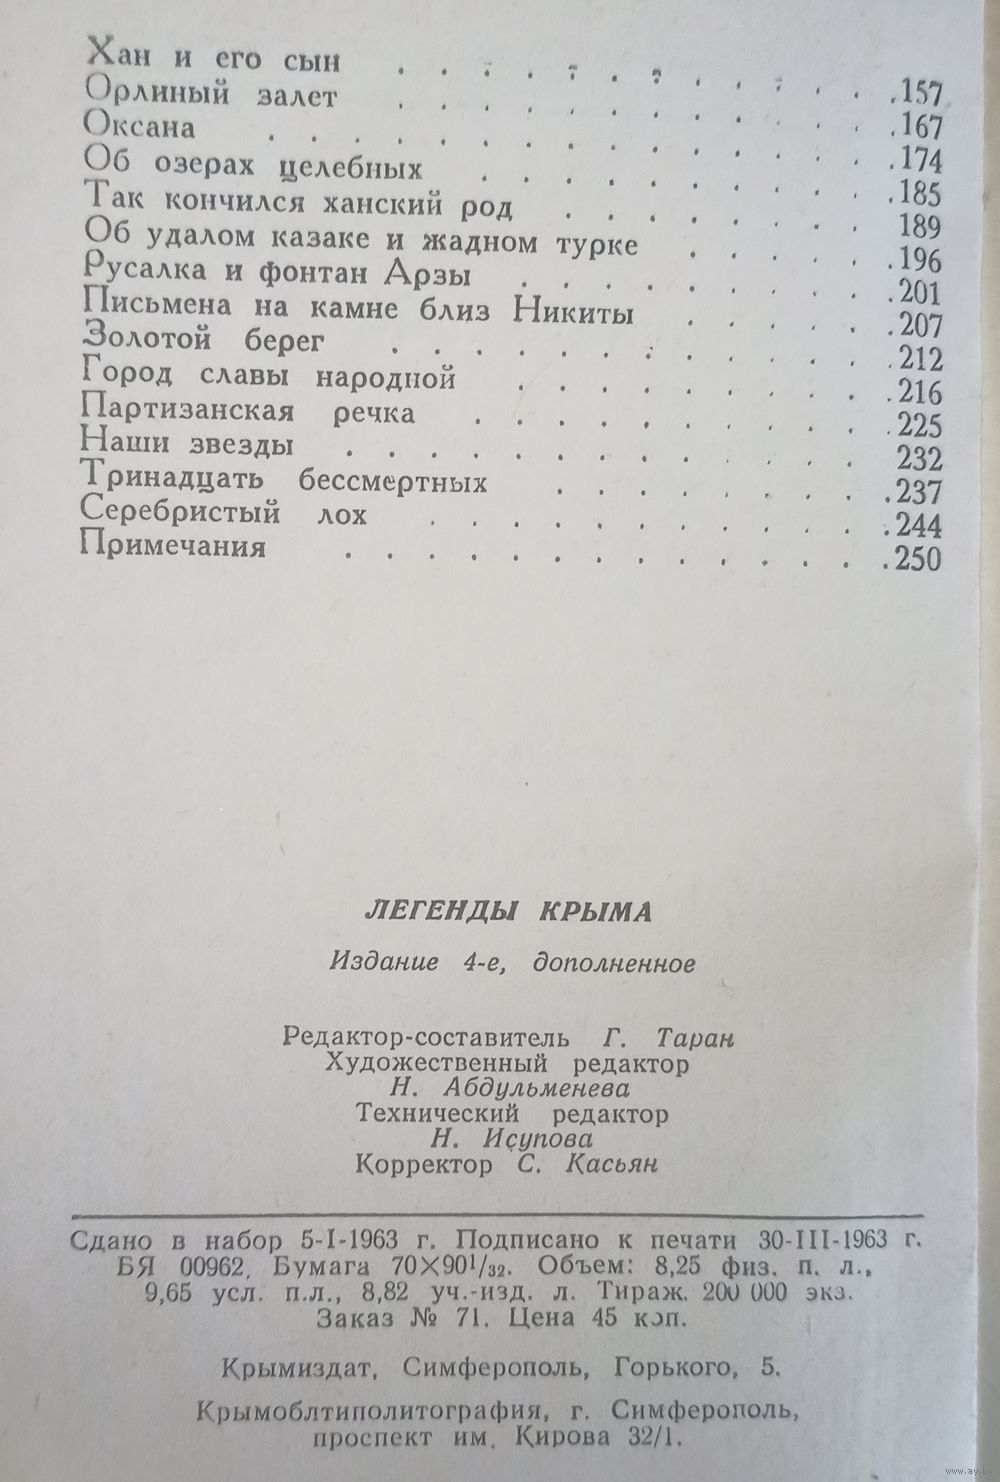 Хан и его сын . . . . . . . . . . . . .157
Орлиный залет . . . . . . . . . . . . .167
Оксана . . . . . . . . . . . . . . . .174
Об озерах целебных . . . . . . . . . . .185
Так кончился ханский род . . . . . . . . 189
Об удалом казаке и жадном турке . . . . . .196
Русалка и фонтан Арзы . . . . . . . . . .201
Письмена на камне близ Никиты . . . . . .207
Золотой берег . . . . . . . . . . . . .212
Город славы народной . . . . . . . . . .216
Партизанская речка . . . . . . . . . . .225
Наши звезды . . . . . . . . . . . . . 232
Тринадцать бессмертных . . . . . . . . .237
Серебристый лох . . . . . . . . . . . .244
Примечания . . . . . . . . . . . . . .250
ЛЕГЕНДЫ КРЫМА
Издание 4-е, дополненное
Редактор-составитель Г. Таран
Художественный редактор
Н. Абдульменева
Технический редактор
Н. Исупова
Корректор С. Касьян
Сдано в набор 5-I-1963 г. Подписано к печати 30-III-1963 г.
БЯ 00962. Бумага 70×90¹/₃₂. Объем: 8,25 физ. п. л.,
9,65 усл. п.л., 8,82 уч.-изд. л. Тираж. 200 000 экз.
Заказ № 71. Цена 45 коп.
Крымиздат, Симферополь, Горького, 5.
Крымоблтиполитография, г. Симферополь,
проспект им. Кирова 32/1.